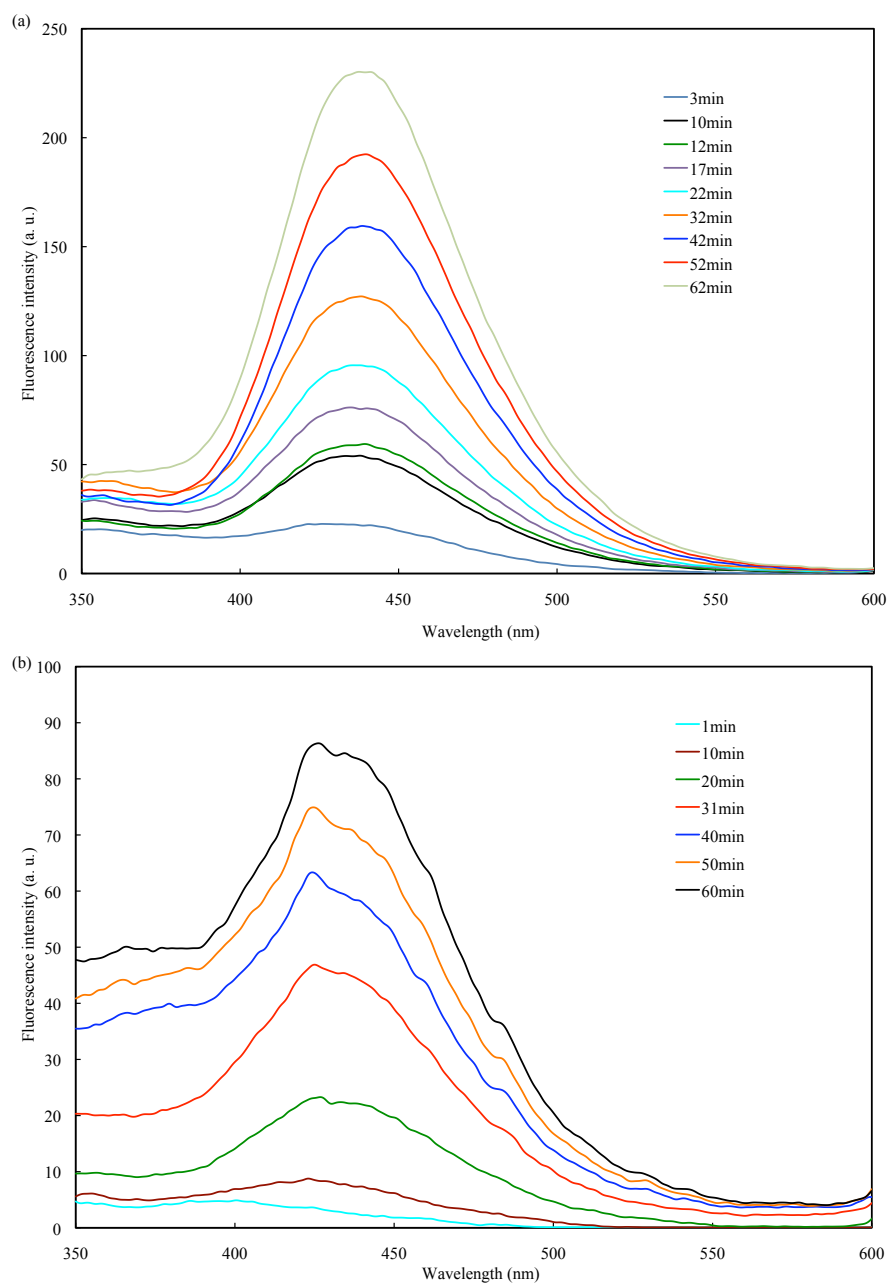 (a)
250
200
150
100
50
0
Fluorescence intensity (a. u.)
3min
10min
12min
17min
22min
32min
42min
52min
62min
350 400 450 500 550 600
Wavelength (nm)
(b)
100
90
80
70
60
50
40
30
20
10
0
Fluorescence intensity (a. u.)
1min
10min
20min
31min
40min
50min
60min
350 400 450 500 550 600
Wavelength (nm)